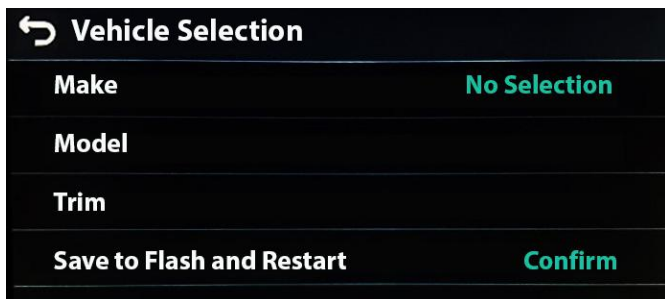 Vehicle Selection
Make No Selection
Model
Trim
Save to Flash and Restart Confirm